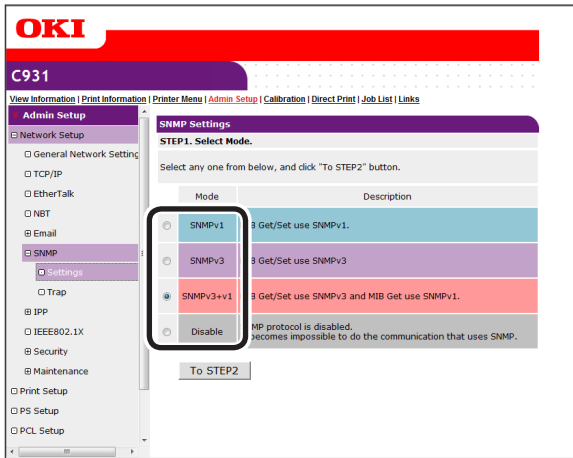 OKI
C931
View Information | Print Information | Printer Menu | Admin Setup | Calibration | Direct Print | Job List | Links
Admin Setup
Network Setup
General Network Setting
TCP/IP
EtherTalk
NBT
Email
SNMP
Settings
Trap
IPP
IEEE802.1X
Security
Maintenance
Print Setup
PS Setup
PCL Setup
SNMP Settings
STEP1. Select Mode.
Select any one from below, and click "To STEP2" button.
Mode Description
SNMPv1 B Get/Set use SNMPv1.
SNMPv3 B Get/Set use SNMPv3
SNMPv3+v1 B Get/Set use SNMPv3 and MIB Get use SNMPv1.
Disable MP protocol is disabled.
becomes impossible to do the communication that uses SNMP.
To STEP2